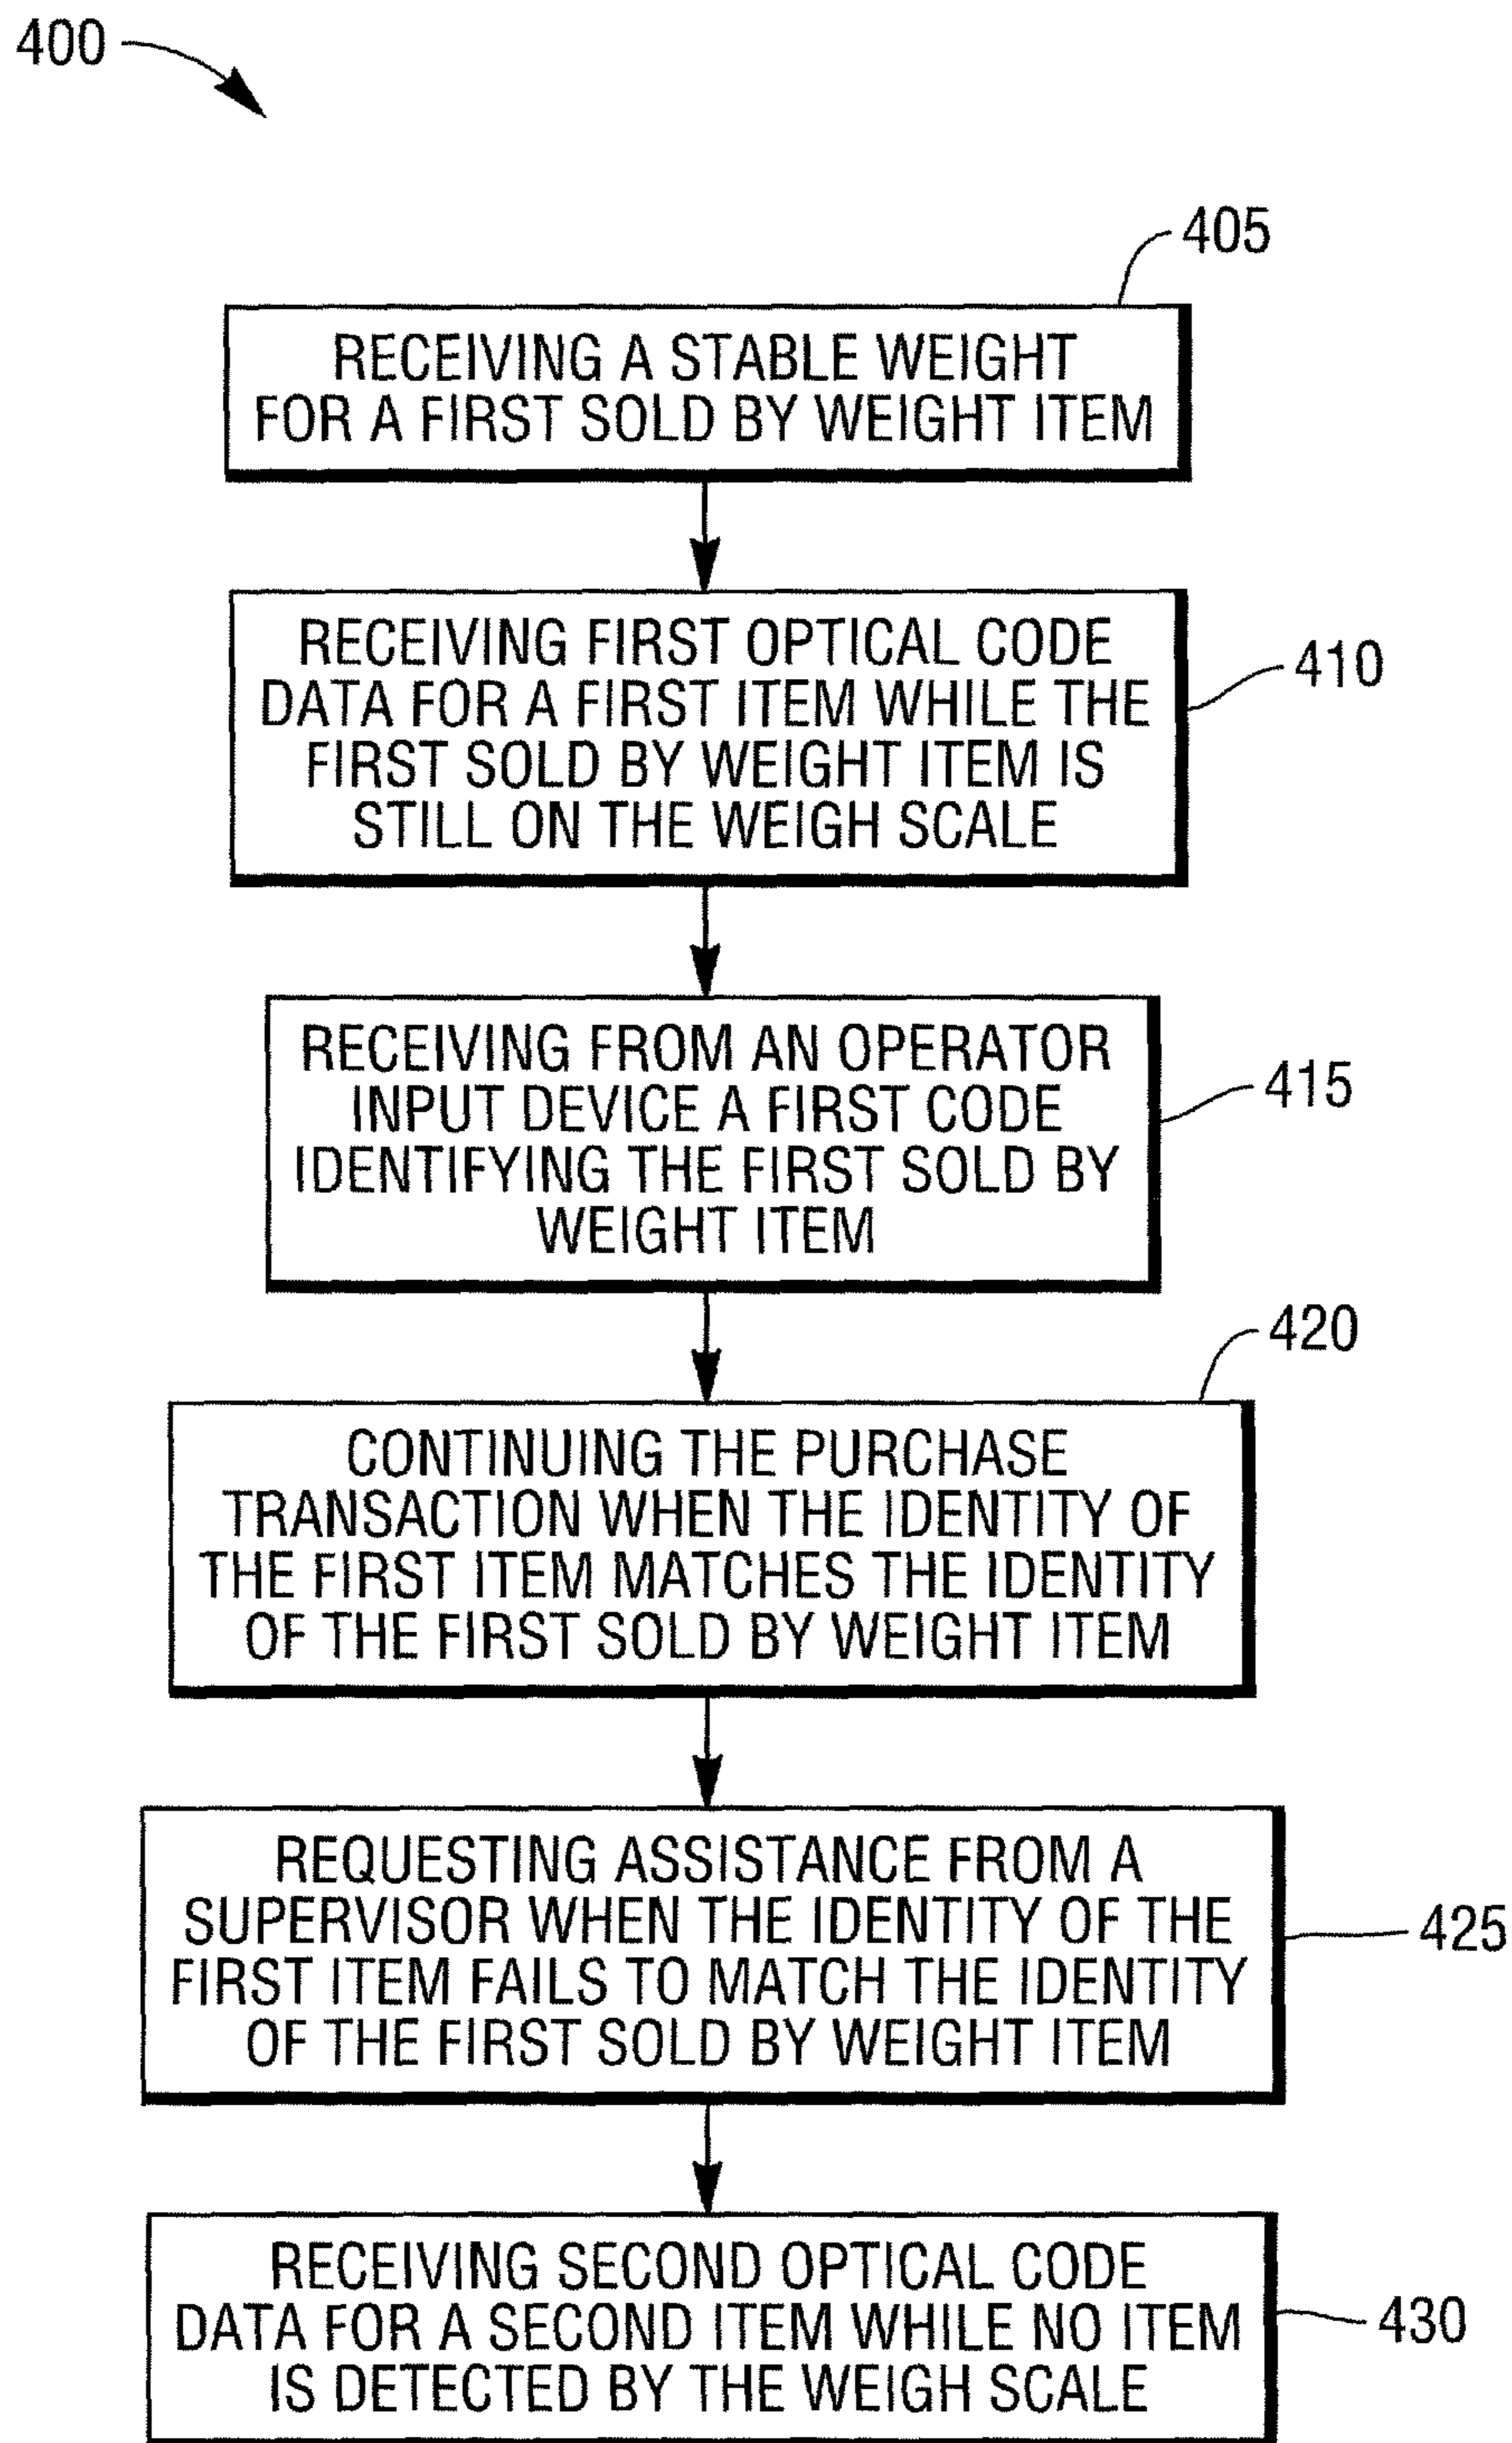 400
405
RECEIVING A STABLE WEIGHT
FOR A FIRST SOLD BY WEIGHT ITEM
RECEIVING FIRST OPTICAL CODE
DATA FOR A FIRST ITEM WHILE THE
FIRST SOLD BY WEIGHT ITEM IS
STILL ON THE WEIGH SCALE
410
RECEIVING FROM AN OPERATOR
INPUT DEVICE A FIRST CODE
IDENTIFYING THE FIRST SOLD BY
WEIGHT ITEM
415
420
CONTINUING THE PURCHASE
TRANSACTION WHEN THE IDENTITY OF
THE FIRST ITEM MATCHES THE IDENTITY
OF THE FIRST SOLD BY WEIGHT ITEM
REQUESTING ASSISTANCE FROM A
SUPERVISOR WHEN THE IDENTITY OF THE
FIRST ITEM FAILS TO MATCH THE IDENTITY
OF THE FIRST SOLD BY WEIGHT ITEM
425
RECEIVING SECOND OPTICAL CODE
DATA FOR A SECOND ITEM WHILE NO ITEM
IS DETECTED BY THE WEIGH SCALE
430